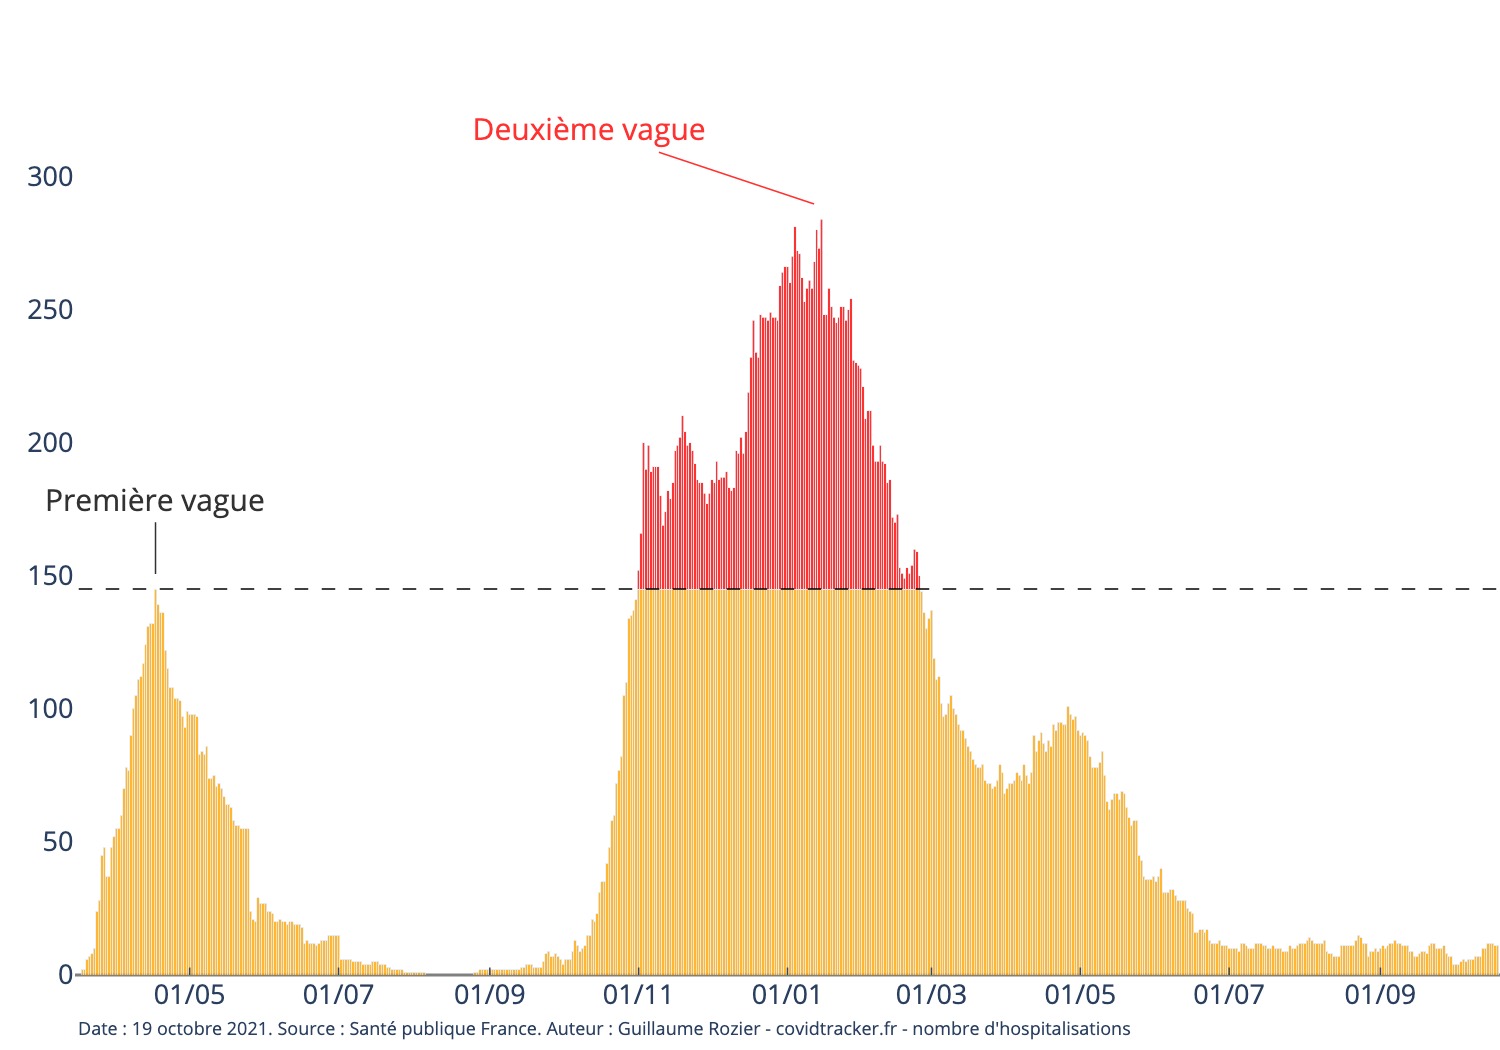 Deuxième vague
300
250
200
Première vague
150
100
50
0
01/05 01/07 01/09 01/11 01/01 01/03 01/05 01/07 01/09
Date : 19 octobre 2021. Source : Santé publique France. Auteur : Guillaume Rozier - covidtracker.fr - nombre d'hospitalisations